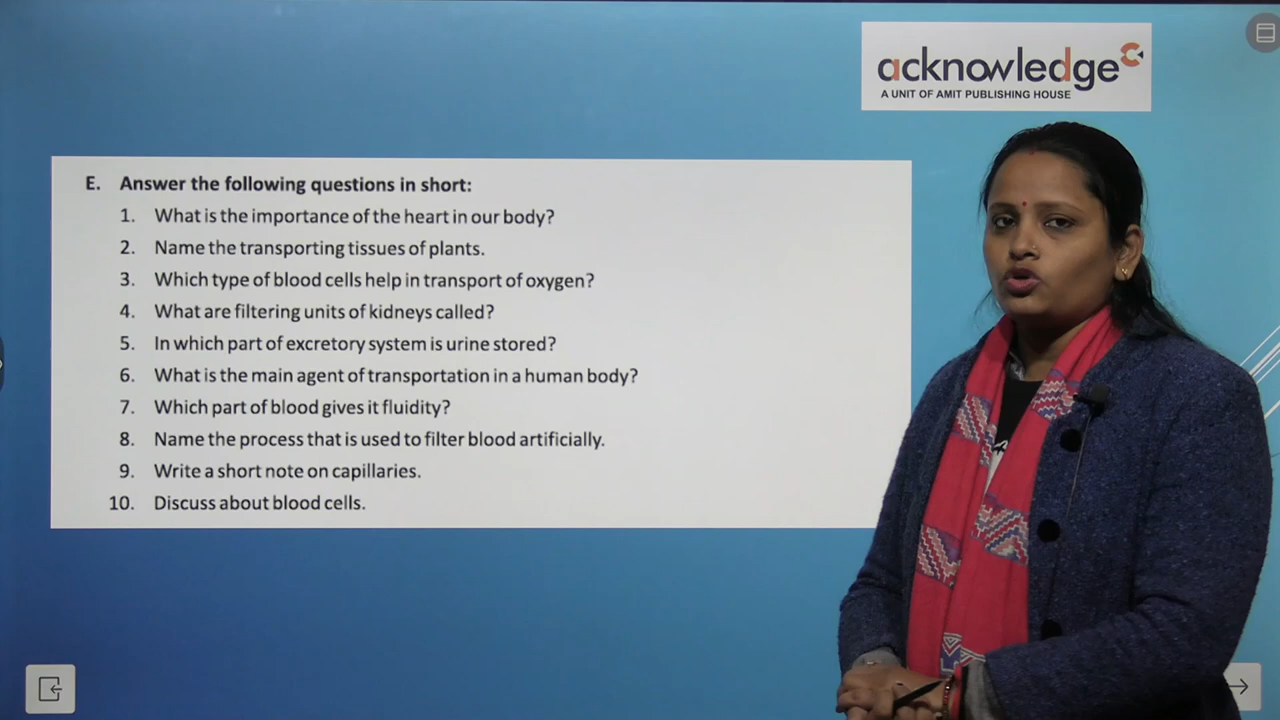 acknowledge
A UNIT OF AMIT PUBLISHING HOUSE
E. Answer the following questions in short:
1. What is the importance of the heart in our body?
2. Name the transporting tissues of plants.
3. Which type of blood cells help in transport of oxygen?
4. What are filtering units of kidneys called?
5. In which part of excretory system is urine stored?
6. What is the main agent of transportation in a human body?
7. Which part of blood gives it fluidity?
8. Name the process that is used to filter blood artificially.
9. Write a short note on capillaries.
10. Discuss about blood cells.